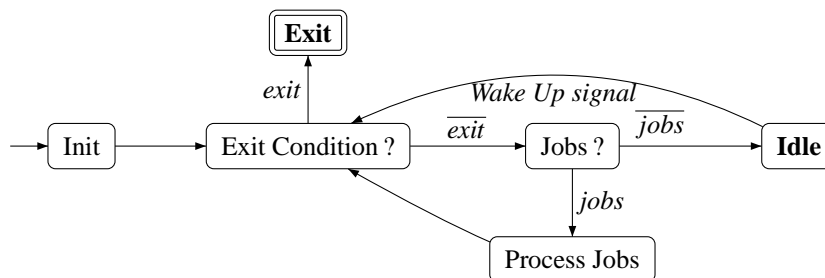 Exit
exit
Wake Up signal
Init
Exit Condition ?
exit
Jobs ?
jobs
Idle
jobs
Process Jobs